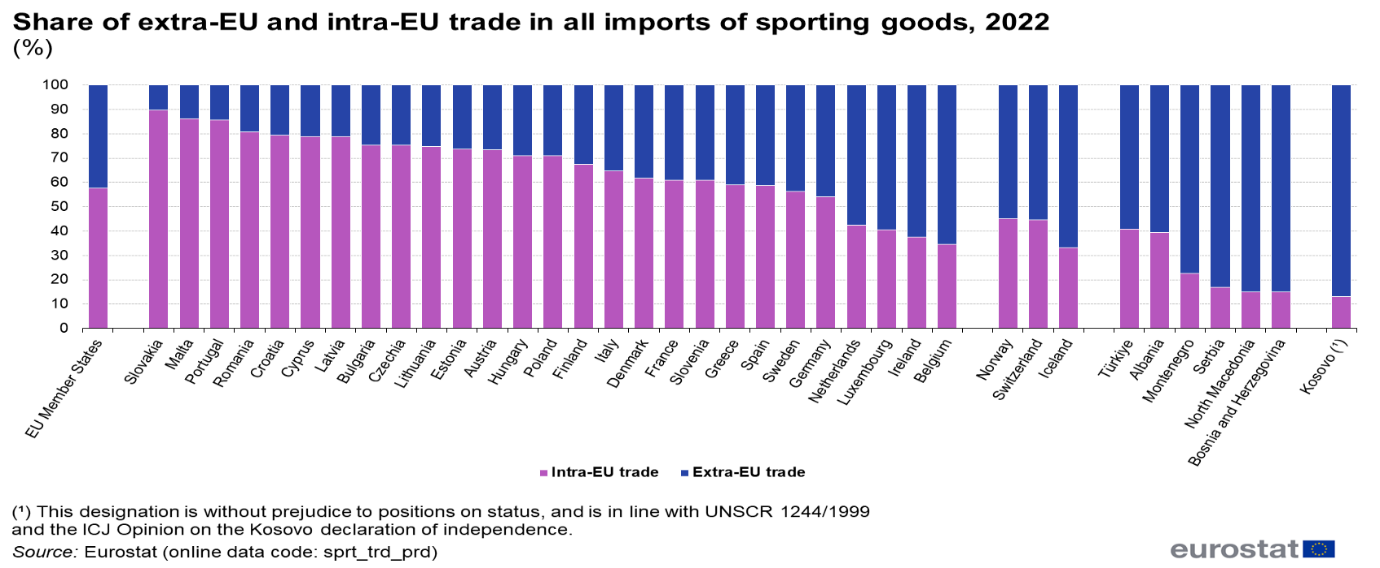 Share of extra-EU and intra-EU trade in all imports of sporting goods, 2022
(%)
100
90
80
70
60
50
40
30
20
10
0
EU Member States
Slovakia
Malta
Portugal
Romania
Croatia
Cyprus
Latvia
Bulgaria
Czechia
Lithuania
Estonia
Austria
Hungary
Poland
Finland
Italy
Denmark
France
Slovenia
Greece
Spain
Sweden
Germany
Netherlands
Luxembourg
Ireland
Belgium
Norway
Switzerland
Iceland
Türkiye
Albania
Montenegro
Serbia
North Macedonia
Bosnia and Herzegovina
Kosovo (¹)
Intra-EU trade
Extra-EU trade
(¹) This designation is without prejudice to positions on status, and is in line with UNSCR 1244/1999
and the ICJ Opinion on the Kosovo declaration of independence.
Source: Eurostat (online data code: sprt_trd_prd)
eurostat